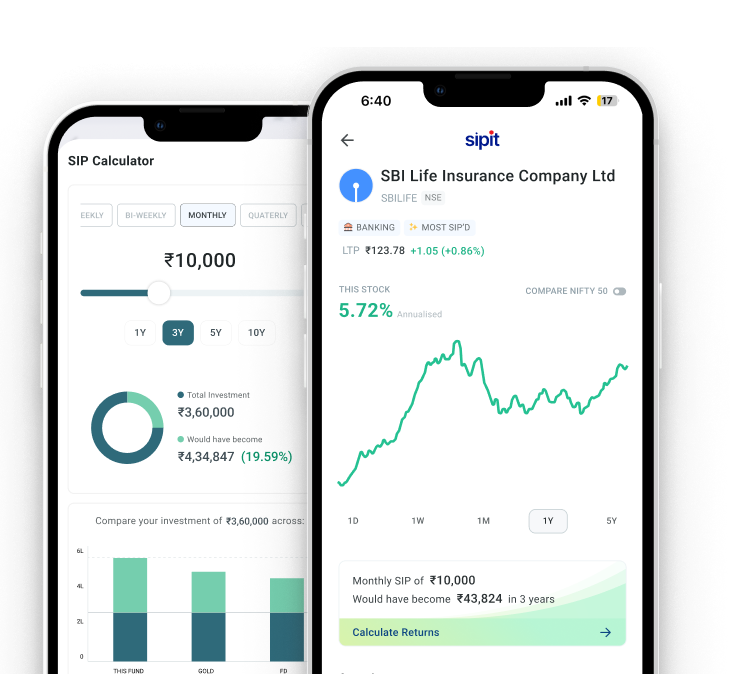 SIP Calculator
EEKLY BI-WEEKLY MONTHLY QUATERLY
₹10,000
1Y 3Y 5Y 10Y
Total Investment
₹3,60,000
Would have become
₹4,34,847 (19.59%)
Compare your investment of ₹3,60,000 across:
6L
4L
2L
0
THIS FUND GOLD FD
6:40 17
sipit
SBI Life Insurance Company Ltd
SBILIFE NSE
BANKING MOST SIP'D
LTP ₹123.78 +1.05 (+0.86%)
THIS STOCK COMPARE NIFTY 50
5.72% Annualised
1D 1W 1M 1Y 5Y
Monthly SIP of ₹10,000
Would have become ₹43,824 in 3 years
Calculate Returns